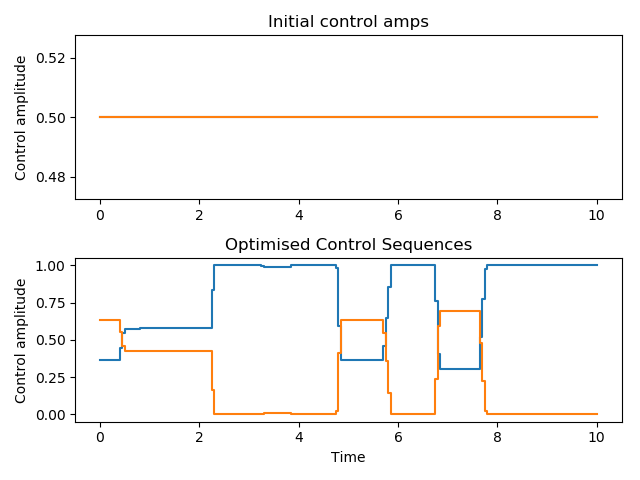 Initial control amps
Control amplitude
0.52
0.50
0.48
0 2 4 6 8 10
Optimised Control Sequences
Control amplitude
1.00
0.75
0.50
0.25
0.00
0 2 4 6 8 10
Time